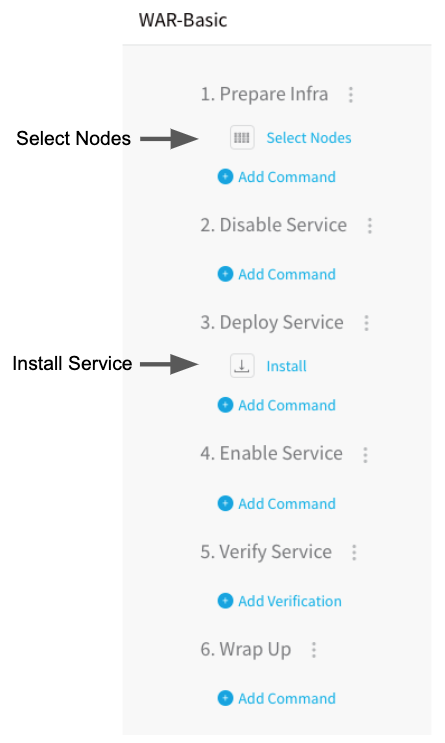 WAR-Basic
1. Prepare Infra
Select Nodes
Select Nodes
Add Command
2. Disable Service
Add Command
3. Deploy Service
Install Service
Install
Add Command
4. Enable Service
Add Command
5. Verify Service
Add Verification
6. Wrap Up
Add Command